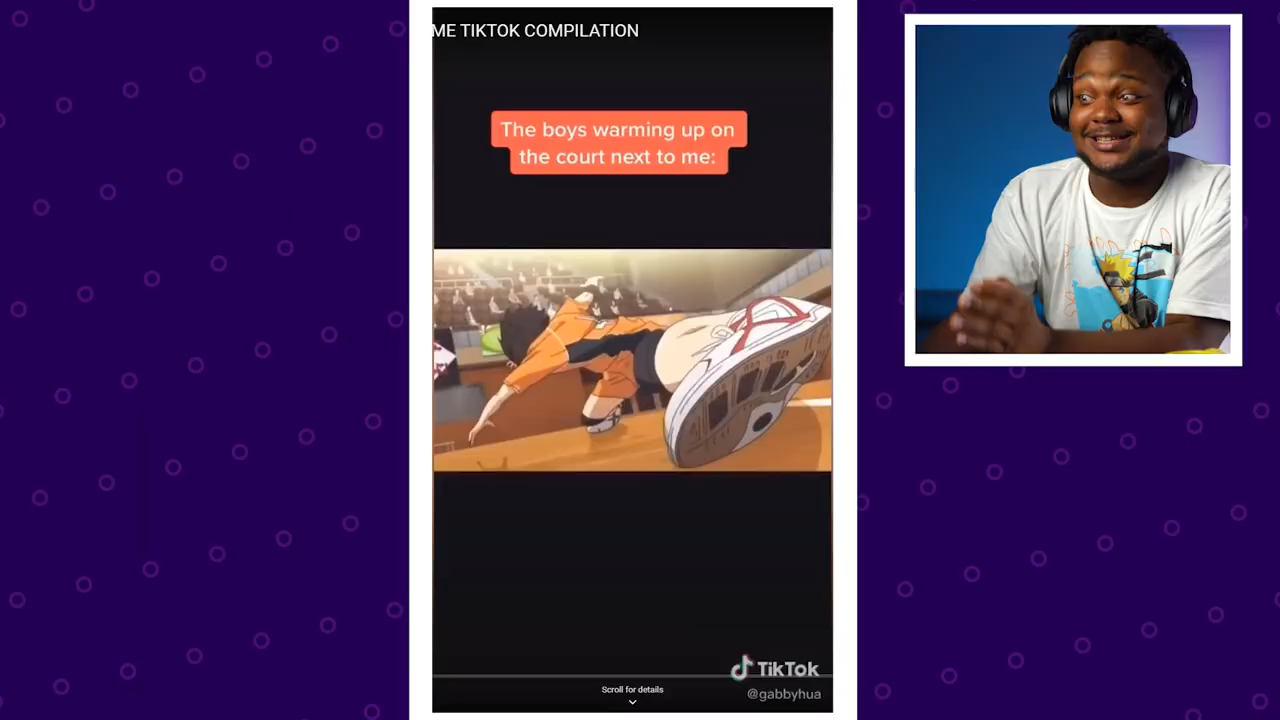 ME TIKTOK COMPILATION
The boys warming up on
the court next to me:
TikTok
Scroll for details
@gabbyhua